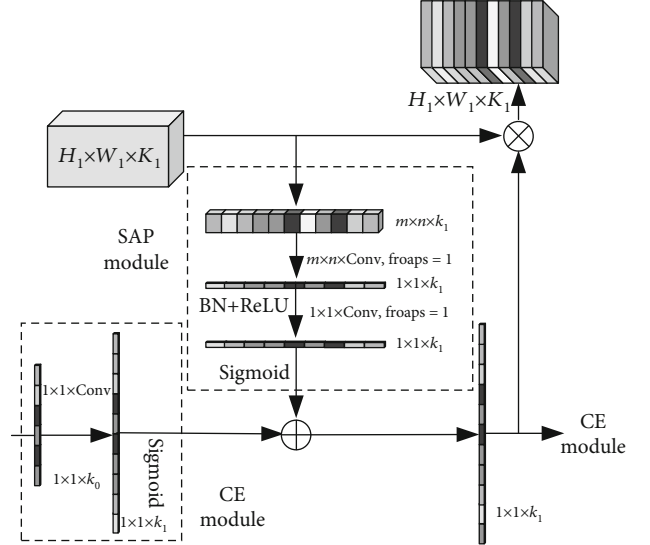 H₁×W₁×K₁
H₁×W₁×K₁
SAP
module
m×n×k₁
m×n×Conv, froaps = 1
1×1×k₁
BN+ReLU
1×1×Conv, froaps = 1
1×1×k₁
Sigmoid
1×1×Conv
Sigmoid
1×1×k₀
1×1×k₁
CE
module
CE
module
1×1×k₁